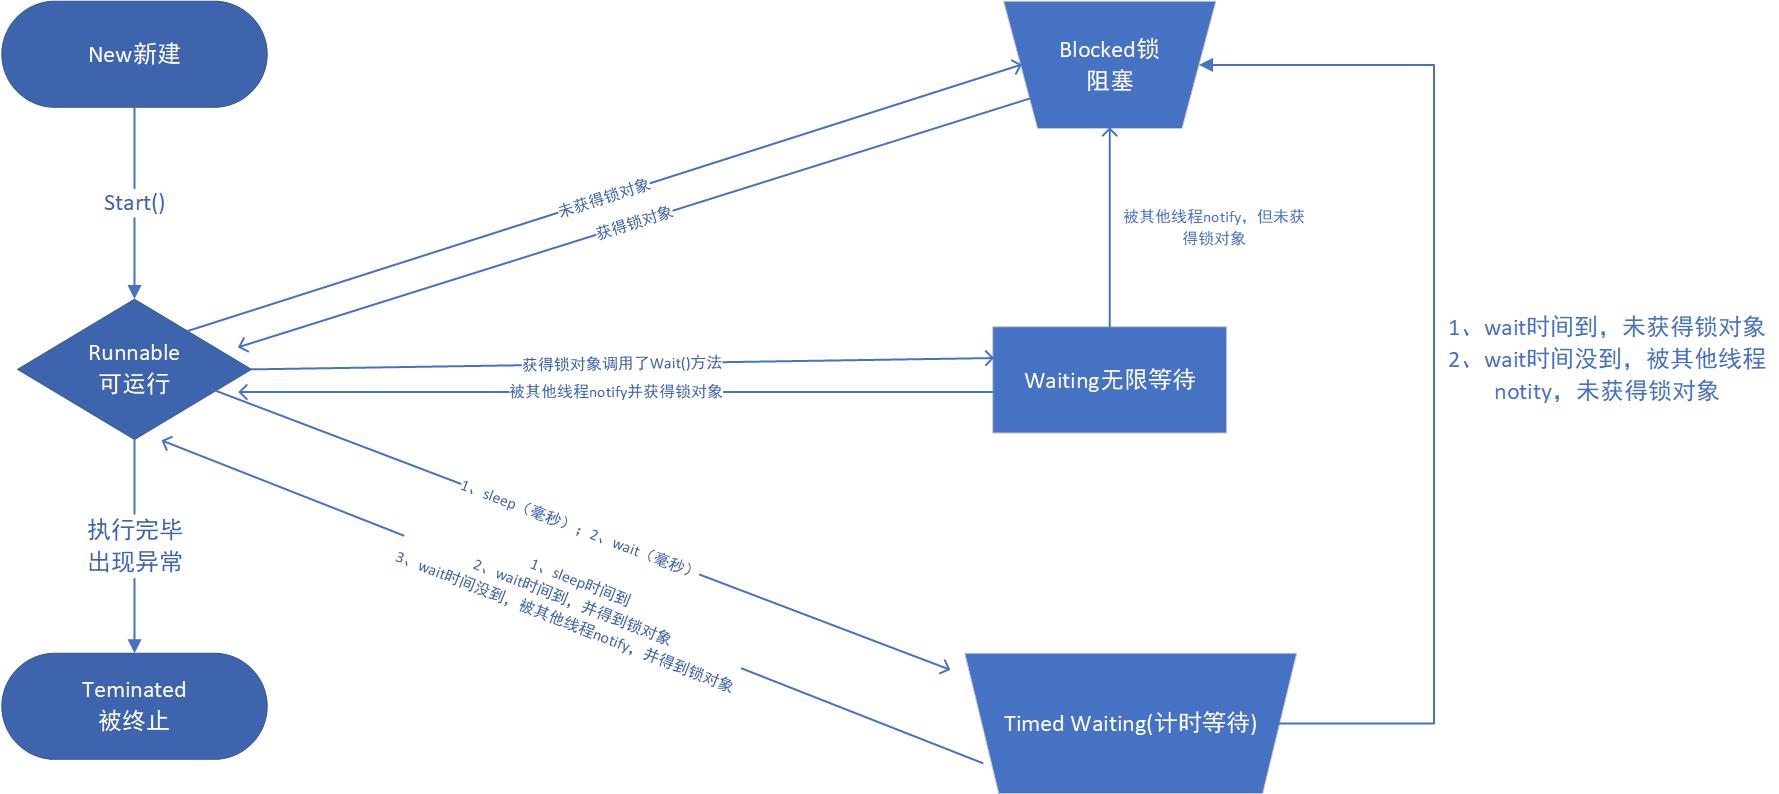 New新建
Blocked锁
阻塞
Start()
未获得锁对象
获得锁对象
被其他线程notify，但未获
得锁对象
Runnable
可运行
获得锁对象调用了Wait()方法
被其他线程notify并获得锁对象
Waiting无限等待
1、wait时间到，未获得锁对象
2、wait时间没到，被其他线程
notity，未获得锁对象
1、sleep（毫秒）；2、wait（毫秒）
执行完毕
出现异常
1、sleep时间到
2、wait时间到，并得到锁对象
3、wait时间没到，被其他线程notify，并得到锁对象
Teminated
被终止
Timed Waiting(计时等待)